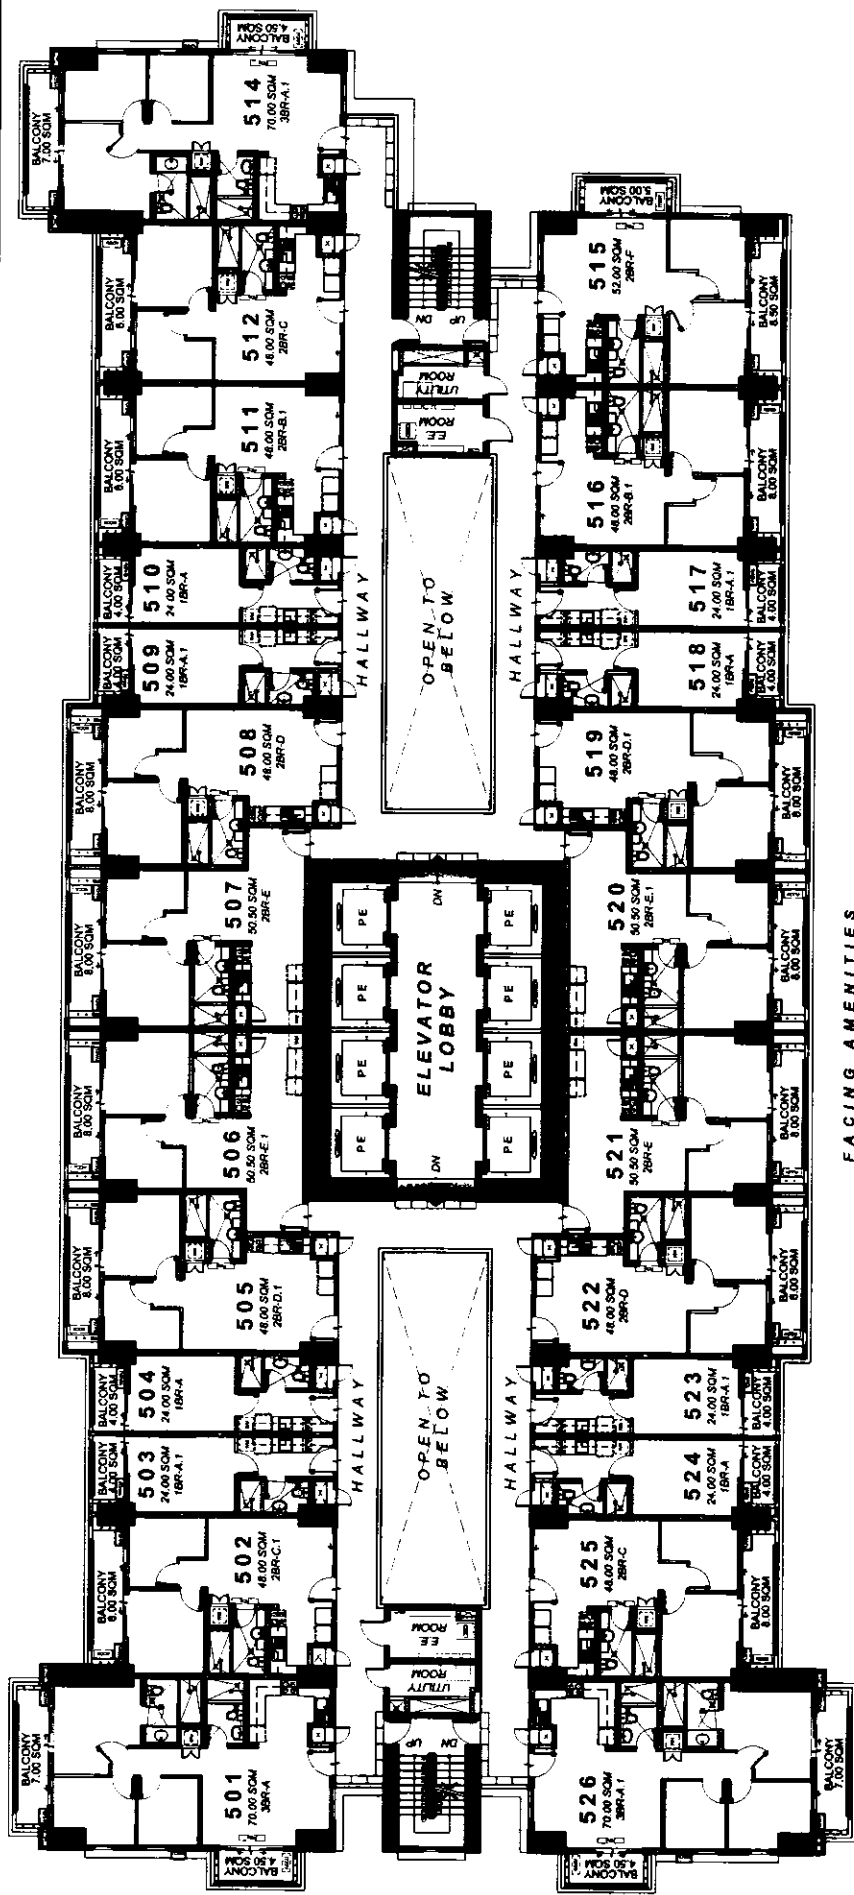 BALCONY
4.50 SQM
BALCONY
7.00 SQM
514
70.00 SQM
3BR-A.1
BALCONY
5.00 SQM
BALCONY
512
48.00 SQM
2BR-C
DN
UP
515
52.00 SQM
2BR-F
BALCONY
8.50 SQM
UTILITY
ROOM
E.E.
ROOM
BALCONY
511
48.00 SQM
2BR-B.1
516
48.00 SQM
2BR-B.1
BALCONY
8.00 SQM
BALCONY
4.00 SQM
510
24.00 SQM
1BR-A
HALLWAY
OPEN TO
BELOW
HALLWAY
517
24.00 SQM
1BR-A.1
BALCONY
4.00 SQM
BALCONY
4.00 SQM
509
24.00 SQM
1BR-A.1
518
24.00 SQM
1BR-A
BALCONY
4.00 SQM
BALCONY
8.00 SQM
508
48.00 SQM
2BR-D
519
48.00 SQM
2BR-D.1
BALCONY
8.00 SQM
BALCONY
8.00 SQM
507
50.50 SQM
2BR-E
DN
PE
PE
PE
PE
ELEVATOR
LOBBY
PE
PE
PE
PE
DN
520
50.50 SQM
2BR-E.1
BALCONY
8.00 SQM
FACING AMENITIES
BALCONY
8.00 SQM
506
50.50 SQM
2BR-E.1
521
50.50 SQM
2BR-E
BALCONY
8.00 SQM
BALCONY
8.00 SQM
505
48.00 SQM
2BR-D.1
522
48.00 SQM
2BR-D
BALCONY
8.00 SQM
BALCONY
4.00 SQM
504
24.00 SQM
1BR-A
HALLWAY
OPEN TO
BELOW
HALLWAY
523
24.00 SQM
1BR-A.1
BALCONY
4.00 SQM
BALCONY
4.00 SQM
503
24.00 SQM
1BR-A.1
524
24.00 SQM
1BR-A
BALCONY
4.00 SQM
BALCONY
502
48.00 SQM
2BR-C.1
525
48.00 SQM
2BR-C
BALCONY
8.00 SQM
E.E.
ROOM
UTILITY
ROOM
UP
DN
BALCONY
7.00 SQM
501
70.00 SQM
3BR-A
526
70.00 SQM
3BR-A.1
BALCONY
7.00 SQM
BALCONY
4.50 SQM
BALCONY
4.50 SQM